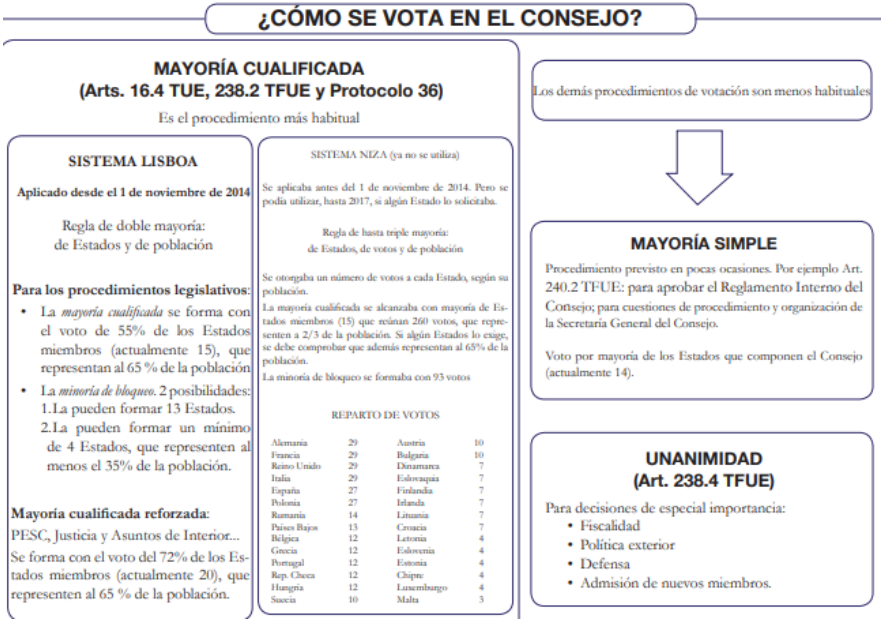 ¿CÓMO SE VOTA EN EL CONSEJO?
MAYORÍA CUALIFICADA
(Arts. 16.4 TUE, 238.2 TFUE y Protocolo 36)
Es el procedimiento más habitual
SISTEMA LISBOA
Aplicado desde el 1 de noviembre de 2014
Regla de doble mayoría:
de Estados y de población
Para los procedimientos legislativos:
• La mayoría cualificada se forma con
el voto de 55% de los Estados
miembros (actualmente 15), que
representan al 65 % de la población
• La minoría de bloqueo. 2 posibilidades:
1.La pueden formar 13 Estados.
2.La pueden formar un mínimo
de 4 Estados, que representen al
menos el 35% de la población.
Mayoría cualificada reforzada:
PESC, Justicia y Asuntos de Interior...
Se forma con el voto del 72% de los Es-
tados miembros (actualmente 20), que
representen al 65 % de la población.
SISTEMA NIZA (ya no se utiliza)
Se aplicaba antes del 1 de noviembre de 2014. Pero se
podía utilizar, hasta 2017, si algún Estado lo solicitaba.
Regla de hasta triple mayoría:
de Estados, de votos y de población
Se otorgaba un número de votos a cada Estado, según su
población.
La mayoría cualificada se alcanzaba con mayoría de Es-
tados miembros (15) que reúnan 260 votos, que repre-
senten a 2/3 de la población. Si algún Estado lo exige,
se debe comprobar que además representan al 65% de la
población.
La minoría de bloqueo se formaba con 93 votos
REPARTO DE VOTOS
Alemania 29 Austria 10
Francia 29 Bulgaria 10
Reino Unido 29 Dinamarca 7
Italia 29 Eslovaquia 7
España 27 Finlandia 7
Polonia 27 Irlanda 7
Rumania 14 Lituania 7
Países Bajos 13 Croacia 7
Bélgica 12 Letonia 4
Grecia 12 Eslovenia 4
Portugal 12 Estonia 4
Rep. Checa 12 Chipre 4
Hungría 12 Luxemburgo 4
Suecia 10 Malta 3
Los demás procedimientos de votación son menos habituales
MAYORÍA SIMPLE
Procedimiento previsto en pocas ocasiones. Por ejemplo Art.
240.2 TFUE: para aprobar el Reglamento Interno del
Consejo; para cuestiones de procedimiento y organización de
la Secretaría General del Consejo.
Voto por mayoría de los Estados que componen el Consejo
(actualmente 14).
UNANIMIDAD
(Art. 238.4 TFUE)
Para decisiones de especial importancia:
• Fiscalidad
• Política exterior
• Defensa
• Admisión de nuevos miembros.